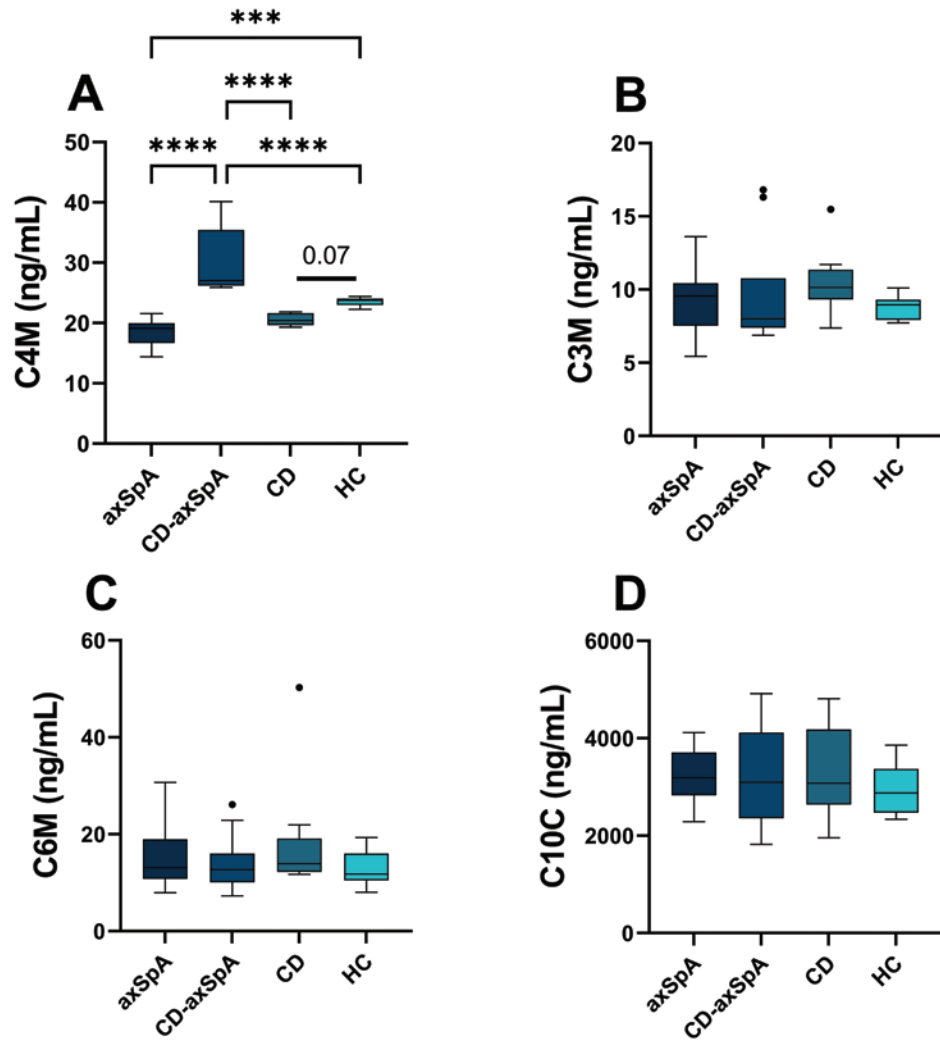 ***
A
****
****
****
0.07
C4M (ng/mL)
50
40
30
20
10
0
axSpA
CD-axSpA
CD
HC
B
C3M (ng/mL)
20
15
10
5
0
axSpA
CD-axSpA
CD
HC
C
C6M (ng/mL)
60
40
20
0
axSpA
CD-axSpA
CD
HC
D
C10C (ng/mL)
6000
4000
2000
0
axSpA
CD-axSpA
CD
HC